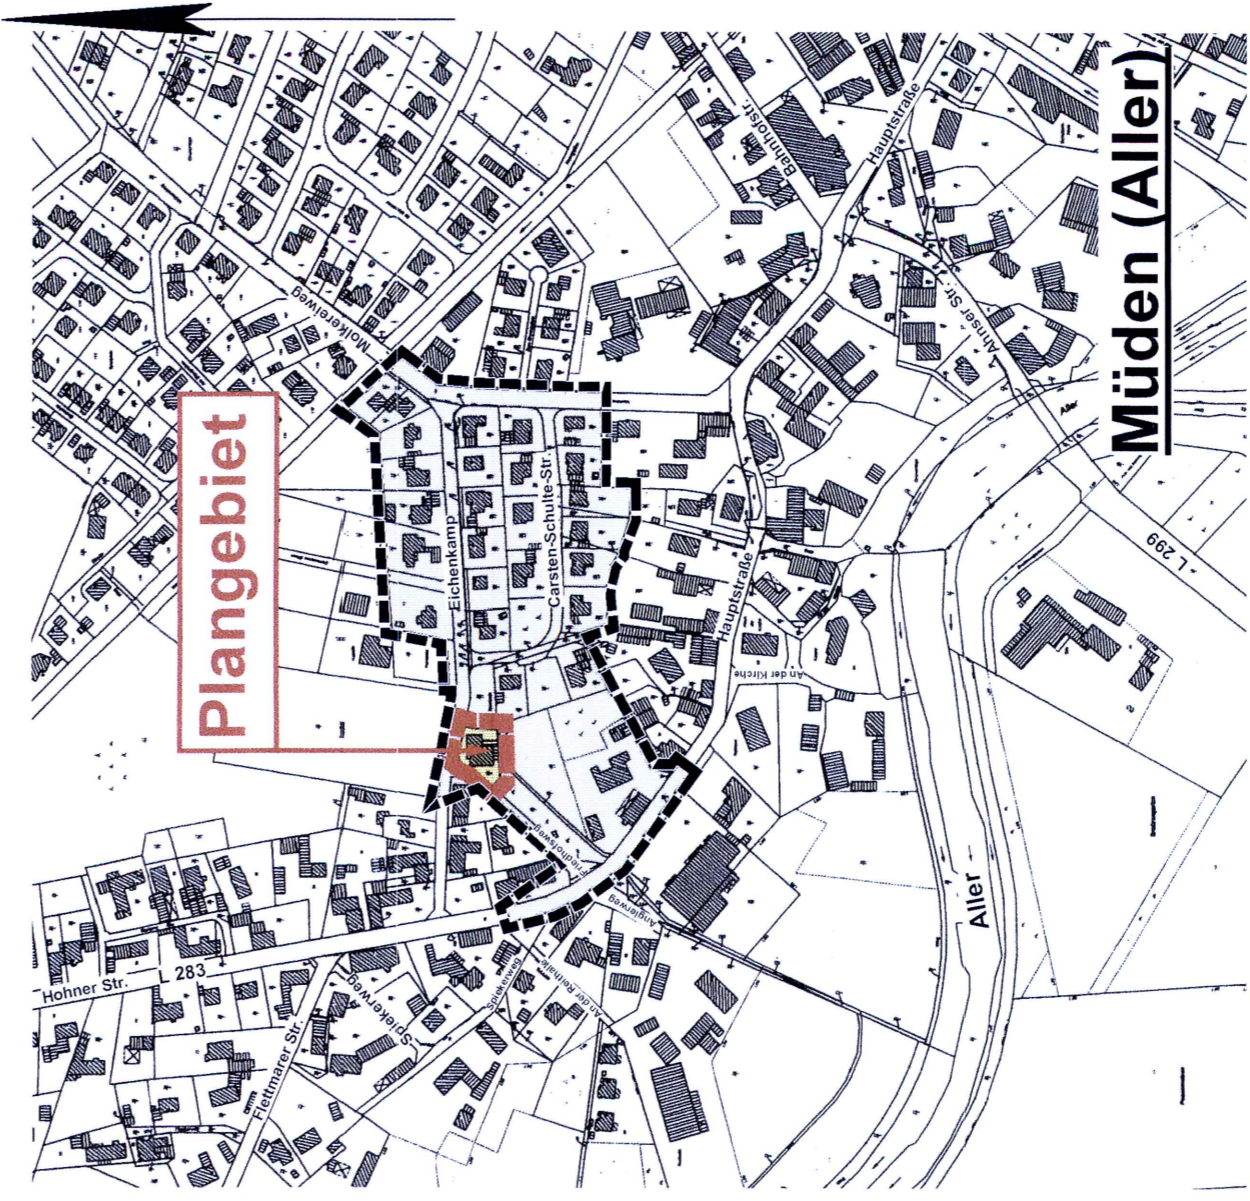 Plangebiet
Müden (Aller)
Bahnhofstr.
Hauptstraße
Molkereiweg
Ahnser Str.
Aller
L 299
Eichenkamp
Carsten-Schulte-Str.
Hauptstraße
An der Kirche
Friedhofsweg
Anglerweg
Aller
Hohner Str.
L 283
Spiekerweg
Spiekerweg
An der Reithalle
Flettmarer Str.